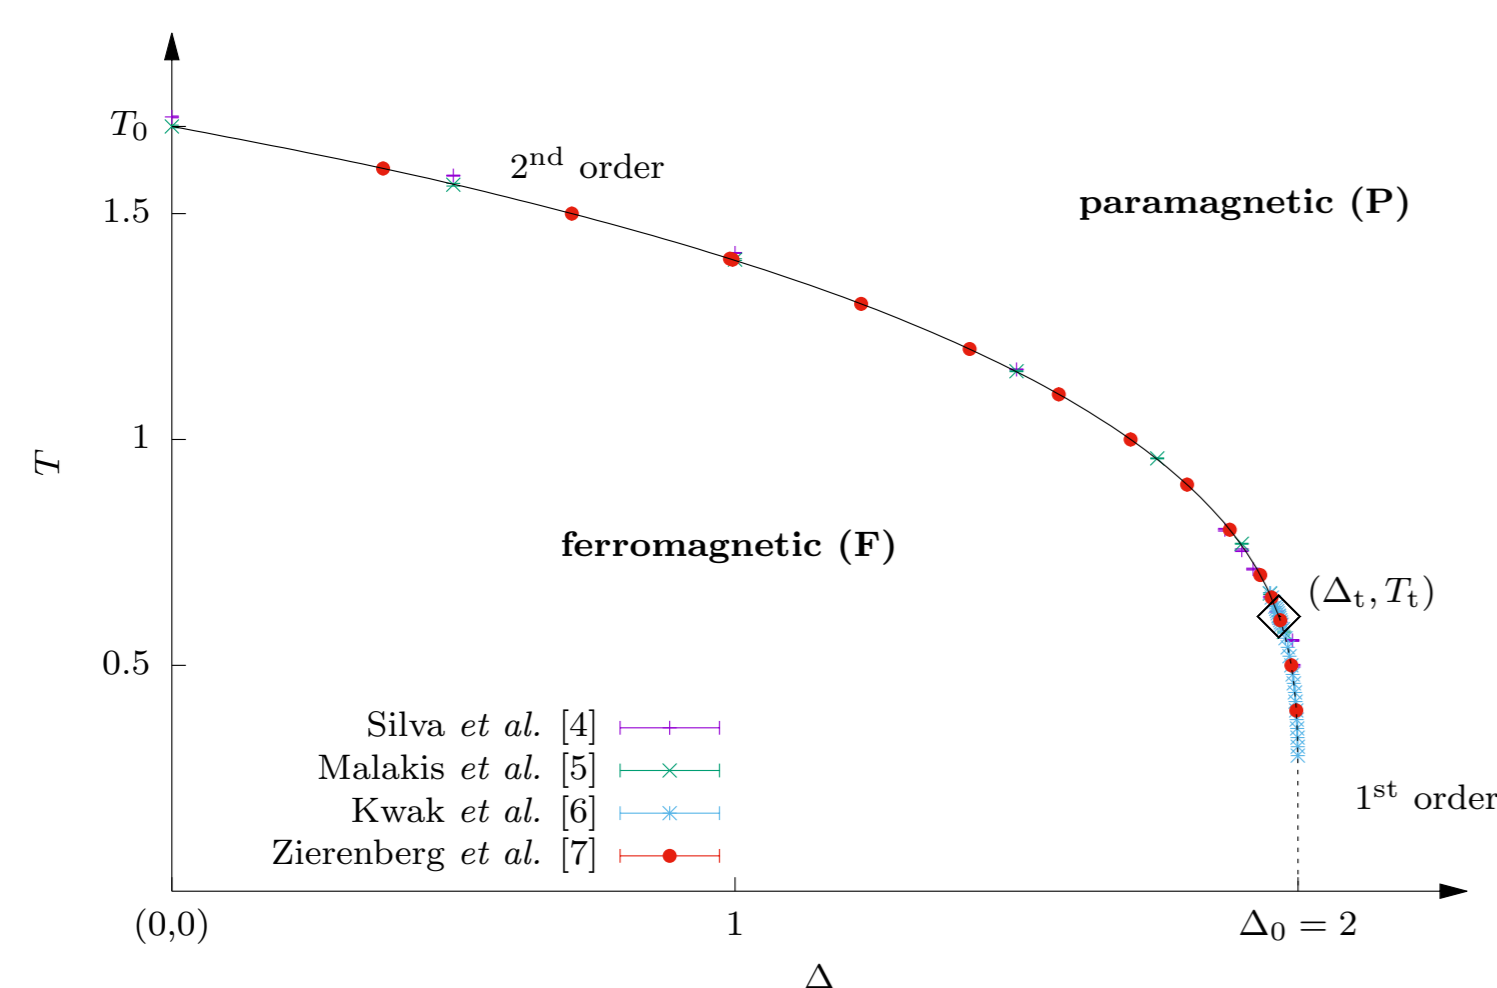 T₀
2ⁿᵈ order
paramagnetic (P)
1.5
1
T
ferromagnetic (F)
(Δₜ, Tₜ)
0.5
Silva et al. [4]
Malakis et al. [5]
Kwak et al. [6]
Zierenberg et al. [7]
1ˢᵗ order
(0,0)
1
Δ₀ = 2
Δ